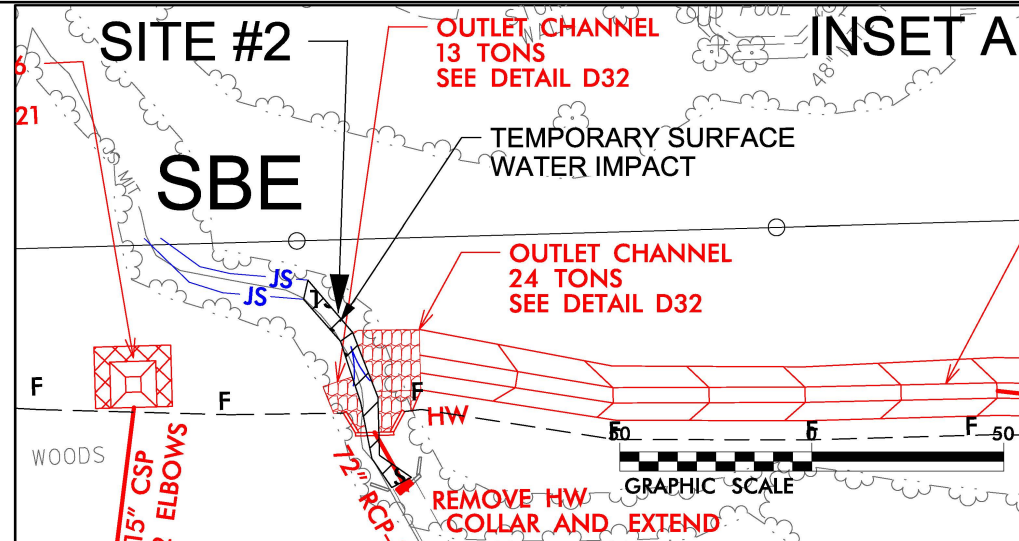 SITE #2
OUTLET CHANNEL
13 TONS
SEE DETAIL D32
INSET A
48"
6
21
TEMPORARY SURFACE
WATER IMPACT
SBE
OUTLET CHANNEL
24 TONS
SEE DETAIL D32
JS
JS
F
F
F
HW
F
F
50
0
50
GRAPHIC SCALE
WOODS
15" CSP
ELBOWS
72" RCP-
REMOVE HW
COLLAR AND EXTEND